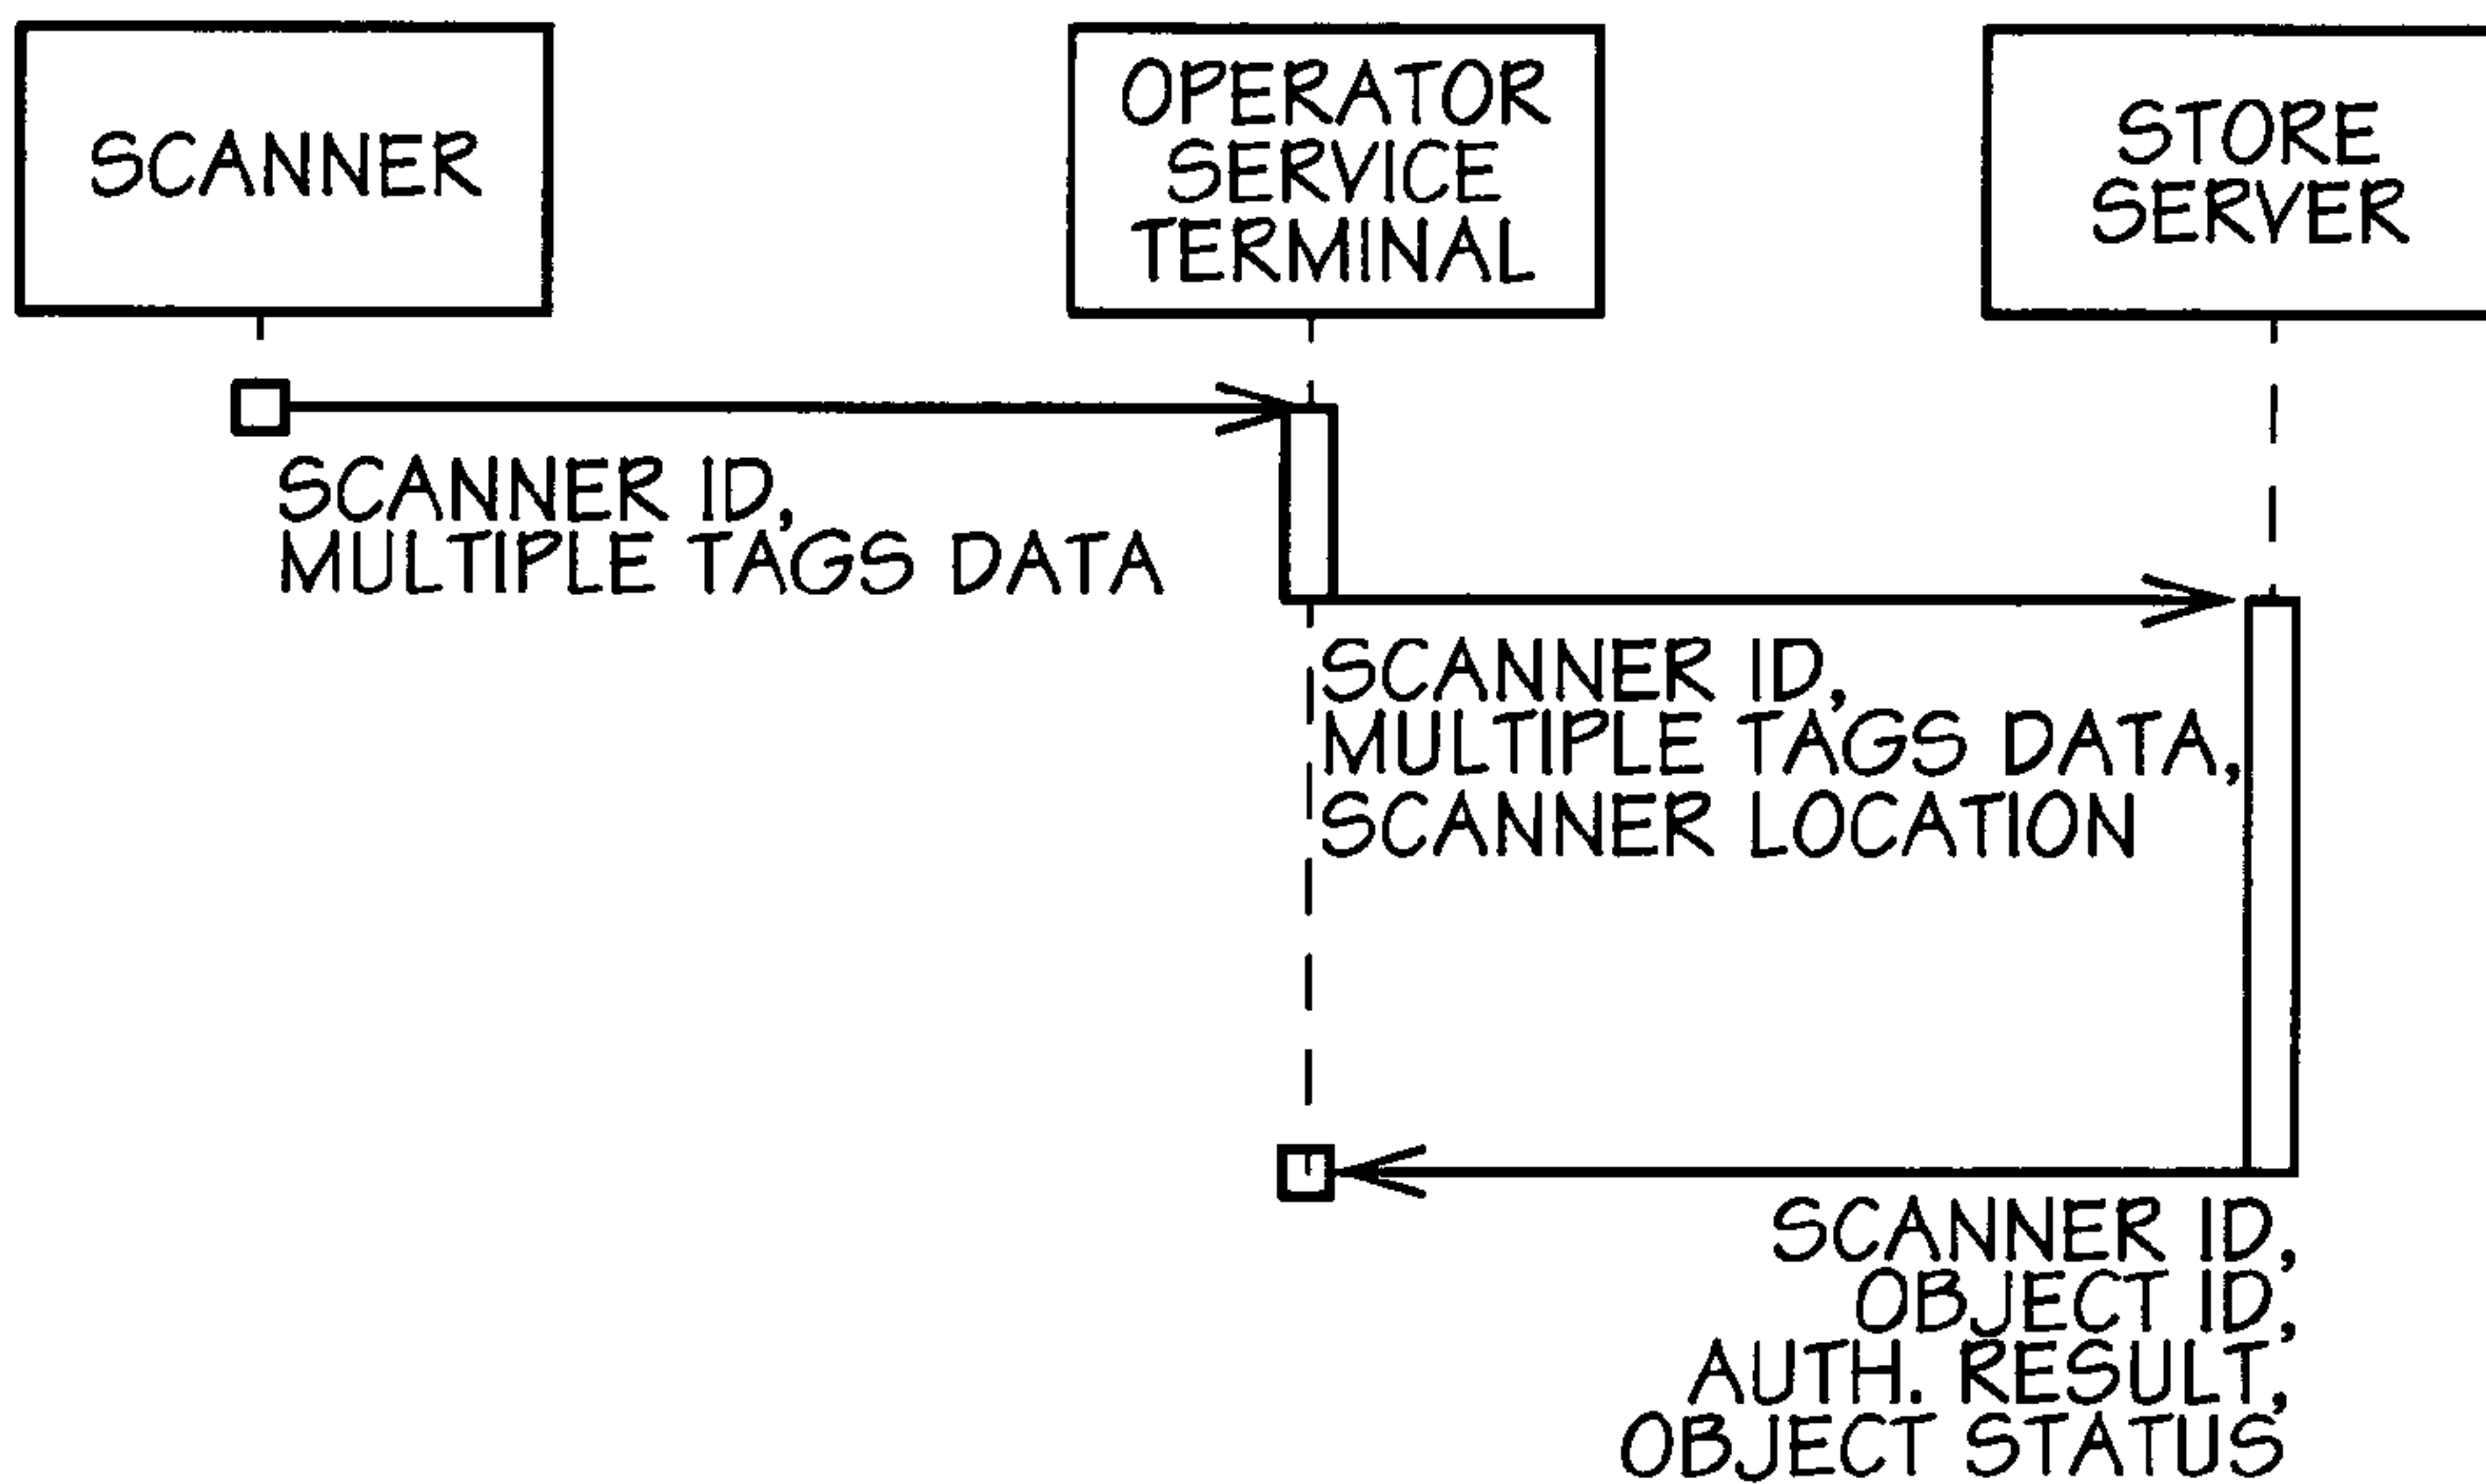 SCANNER
OPERATOR
SERVICE
TERMINAL
STORE
SERVER
SCANNER ID,
MULTIPLE TAGS DATA
SCANNER ID,
MULTIPLE TAGS DATA,
SCANNER LOCATION
SCANNER ID,
OBJECT ID,
AUTH. RESULT,
OBJECT STATUS